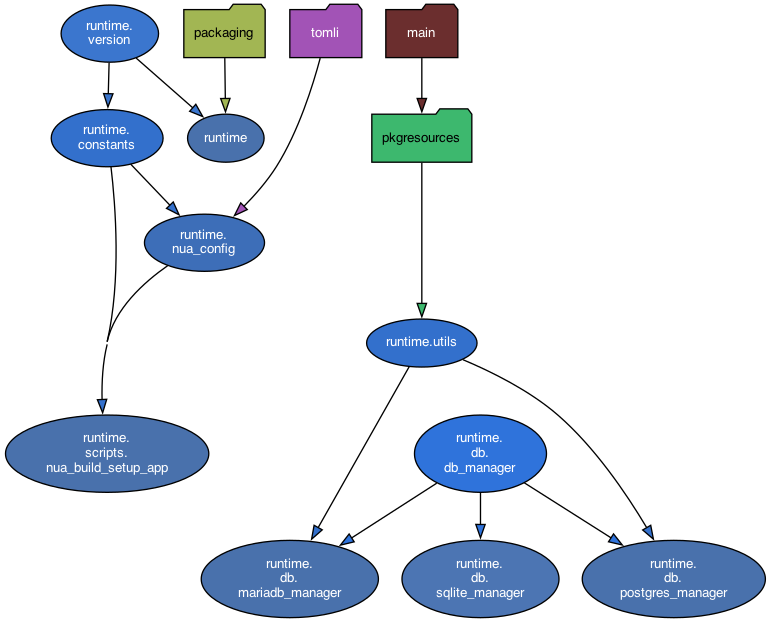 runtime.
version
packaging
tomli
main
runtime.
constants
runtime
pkgresources
runtime.
nua_config
runtime.utils
runtime.
scripts.
nua_build_setup_app
runtime.
db.
db_manager
runtime.
db.
mariadb_manager
runtime.
db.
sqlite_manager
runtime.
db.
postgres_manager